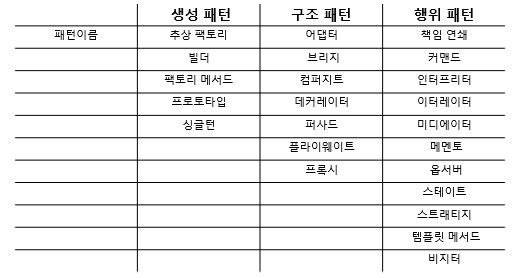 생성 패턴 구조 패턴 행위 패턴
패턴이름 추상 팩토리 어댑터 책임 연쇄
빌더 브리지 커맨드
팩토리 메서드 컴퍼지트 인터프리터
프로토타입 데커레이터 이터레이터
싱글턴 퍼사드 미디에이터
플라이웨이트 메멘토
프록시 옵서버
스테이트
스트래티지
템플릿 메서드
비지터